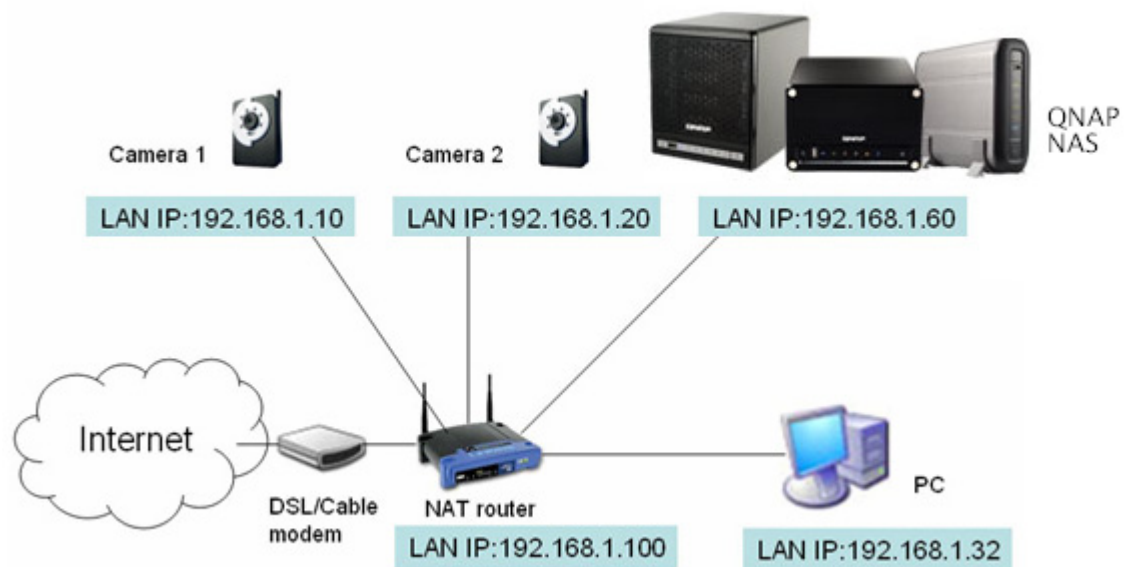 Camera 1
Camera 2
QNAP
NAS
LAN IP:192.168.1.10
LAN IP:192.168.1.20
LAN IP:192.168.1.60
Internet
DSL/Cable
modem
NAT router
PC
LAN IP:192.168.1.100
LAN IP:192.168.1.32